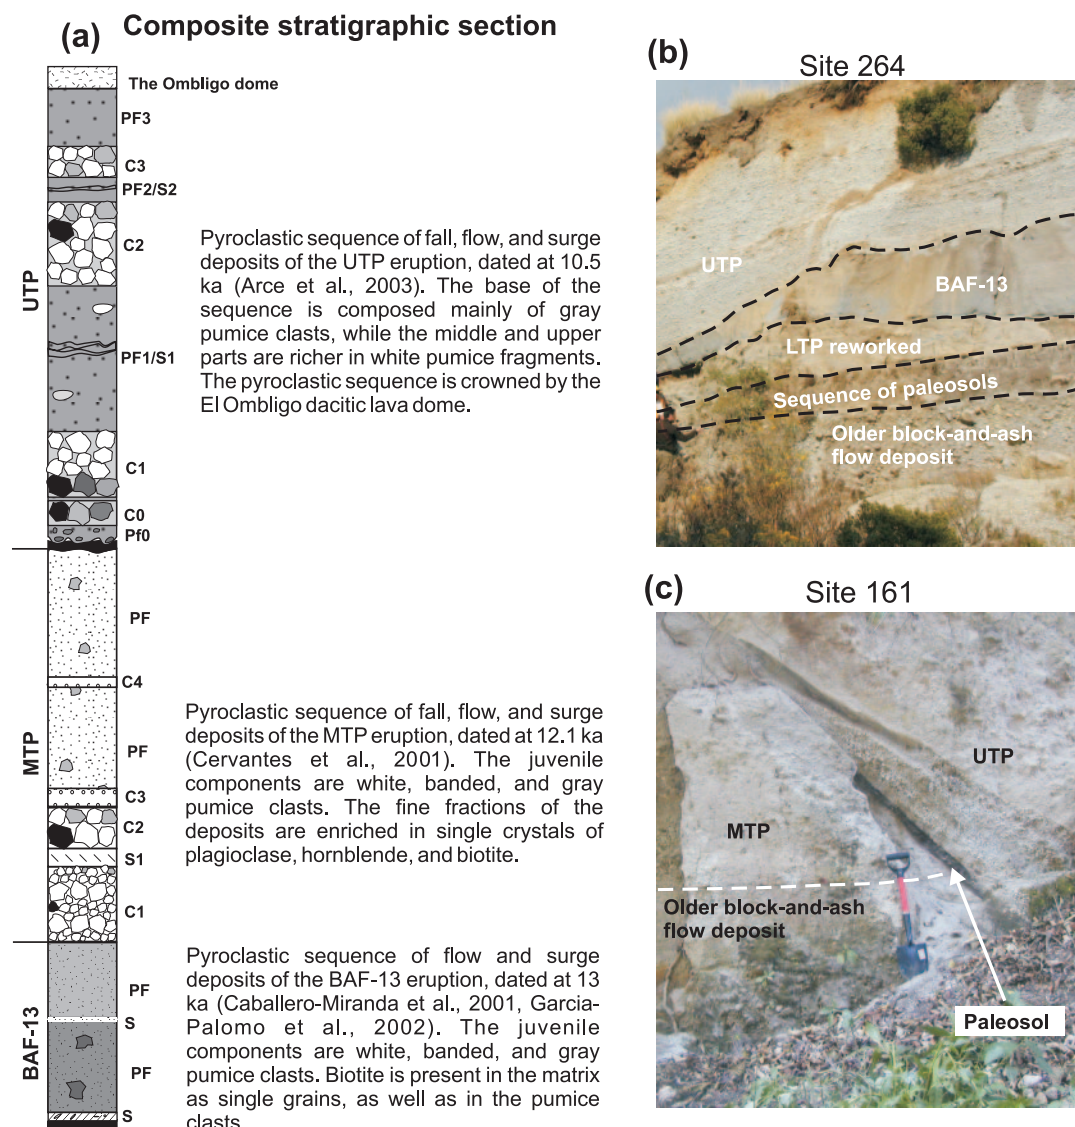 (a) Composite stratigraphic section
The Ombligo dome
PF3
C3
PF2/S2
C2
PF1/S1
C1
C0
Pf0
UTP
Pyroclastic sequence of fall, flow, and surge
deposits of the UTP eruption, dated at 10.5
ka (Arce et al., 2003). The base of the
sequence is composed mainly of gray
pumice clasts, while the middle and upper
parts are richer in white pumice fragments.
The pyroclastic sequence is crowned by the
El Ombligo dacitic lava dome.
PF
C4
PF
C3
C2
S1
C1
MTP
Pyroclastic sequence of fall, flow, and surge
deposits of the MTP eruption, dated at 12.1 ka
(Cervantes et al., 2001). The juvenile
components are white, banded, and gray
pumice clasts. The fine fractions of the
deposits are enriched in single crystals of
plagioclase, hornblende, and biotite.
PF
S
PF
S
BAF-13
Pyroclastic sequence of flow and surge
deposits of the BAF-13 eruption, dated at 13
ka (Caballero-Miranda et al., 2001, Garcia-
Palomo et al., 2002). The juvenile
components are white, banded, and gray
pumice clasts. Biotite is present in the matrix
as single grains, as well as in the pumice
clasts.
(b)
Site 264
UTP
BAF-13
LTP reworked
Sequence of paleosols
Older block-and-ash
flow deposit
(c)
Site 161
UTP
MTP
Older block-and-ash
flow deposit
Paleosol